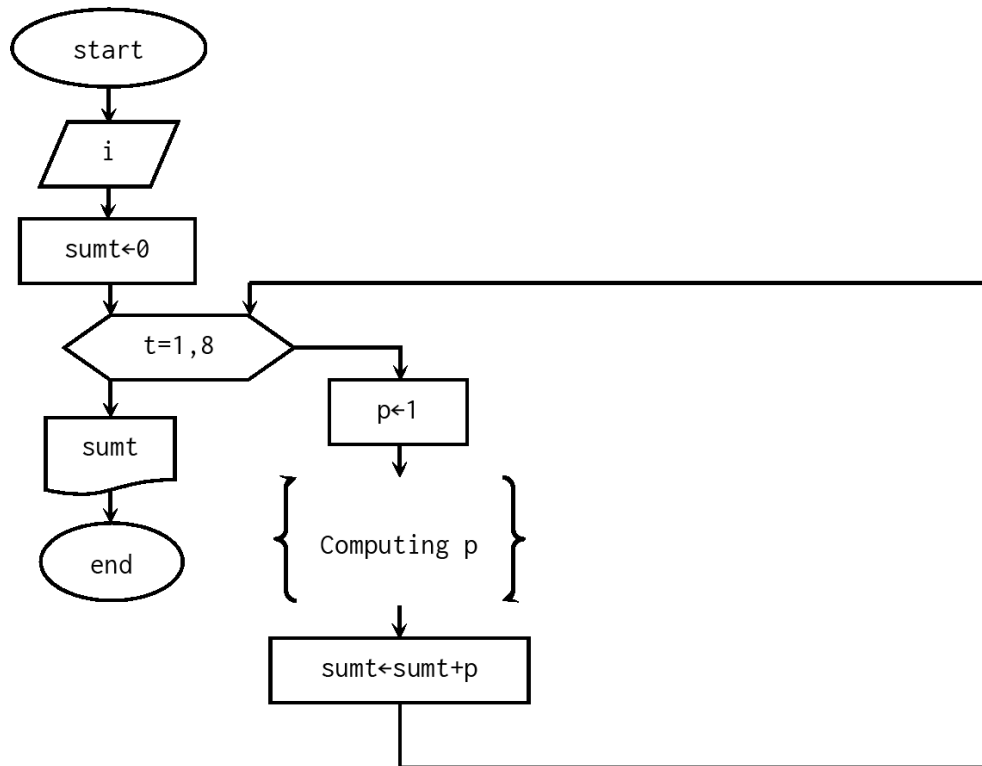 start
i
sumt←0
t=1,8
p←1
sumt
Computing p
end
sumt←sumt+p